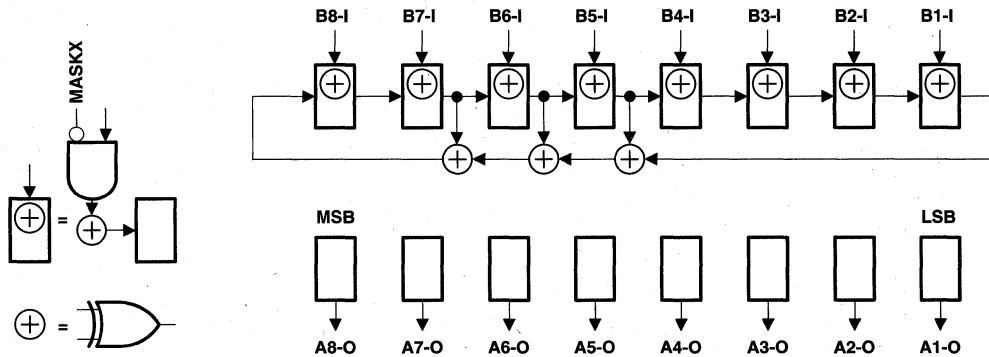 B8-I B7-I B6-I B5-I B4-I B3-I B2-I B1-I
MASKX
=
MSB LSB
=
A8-O A7-O A6-O A5-O A4-O A3-O A2-O A1-O